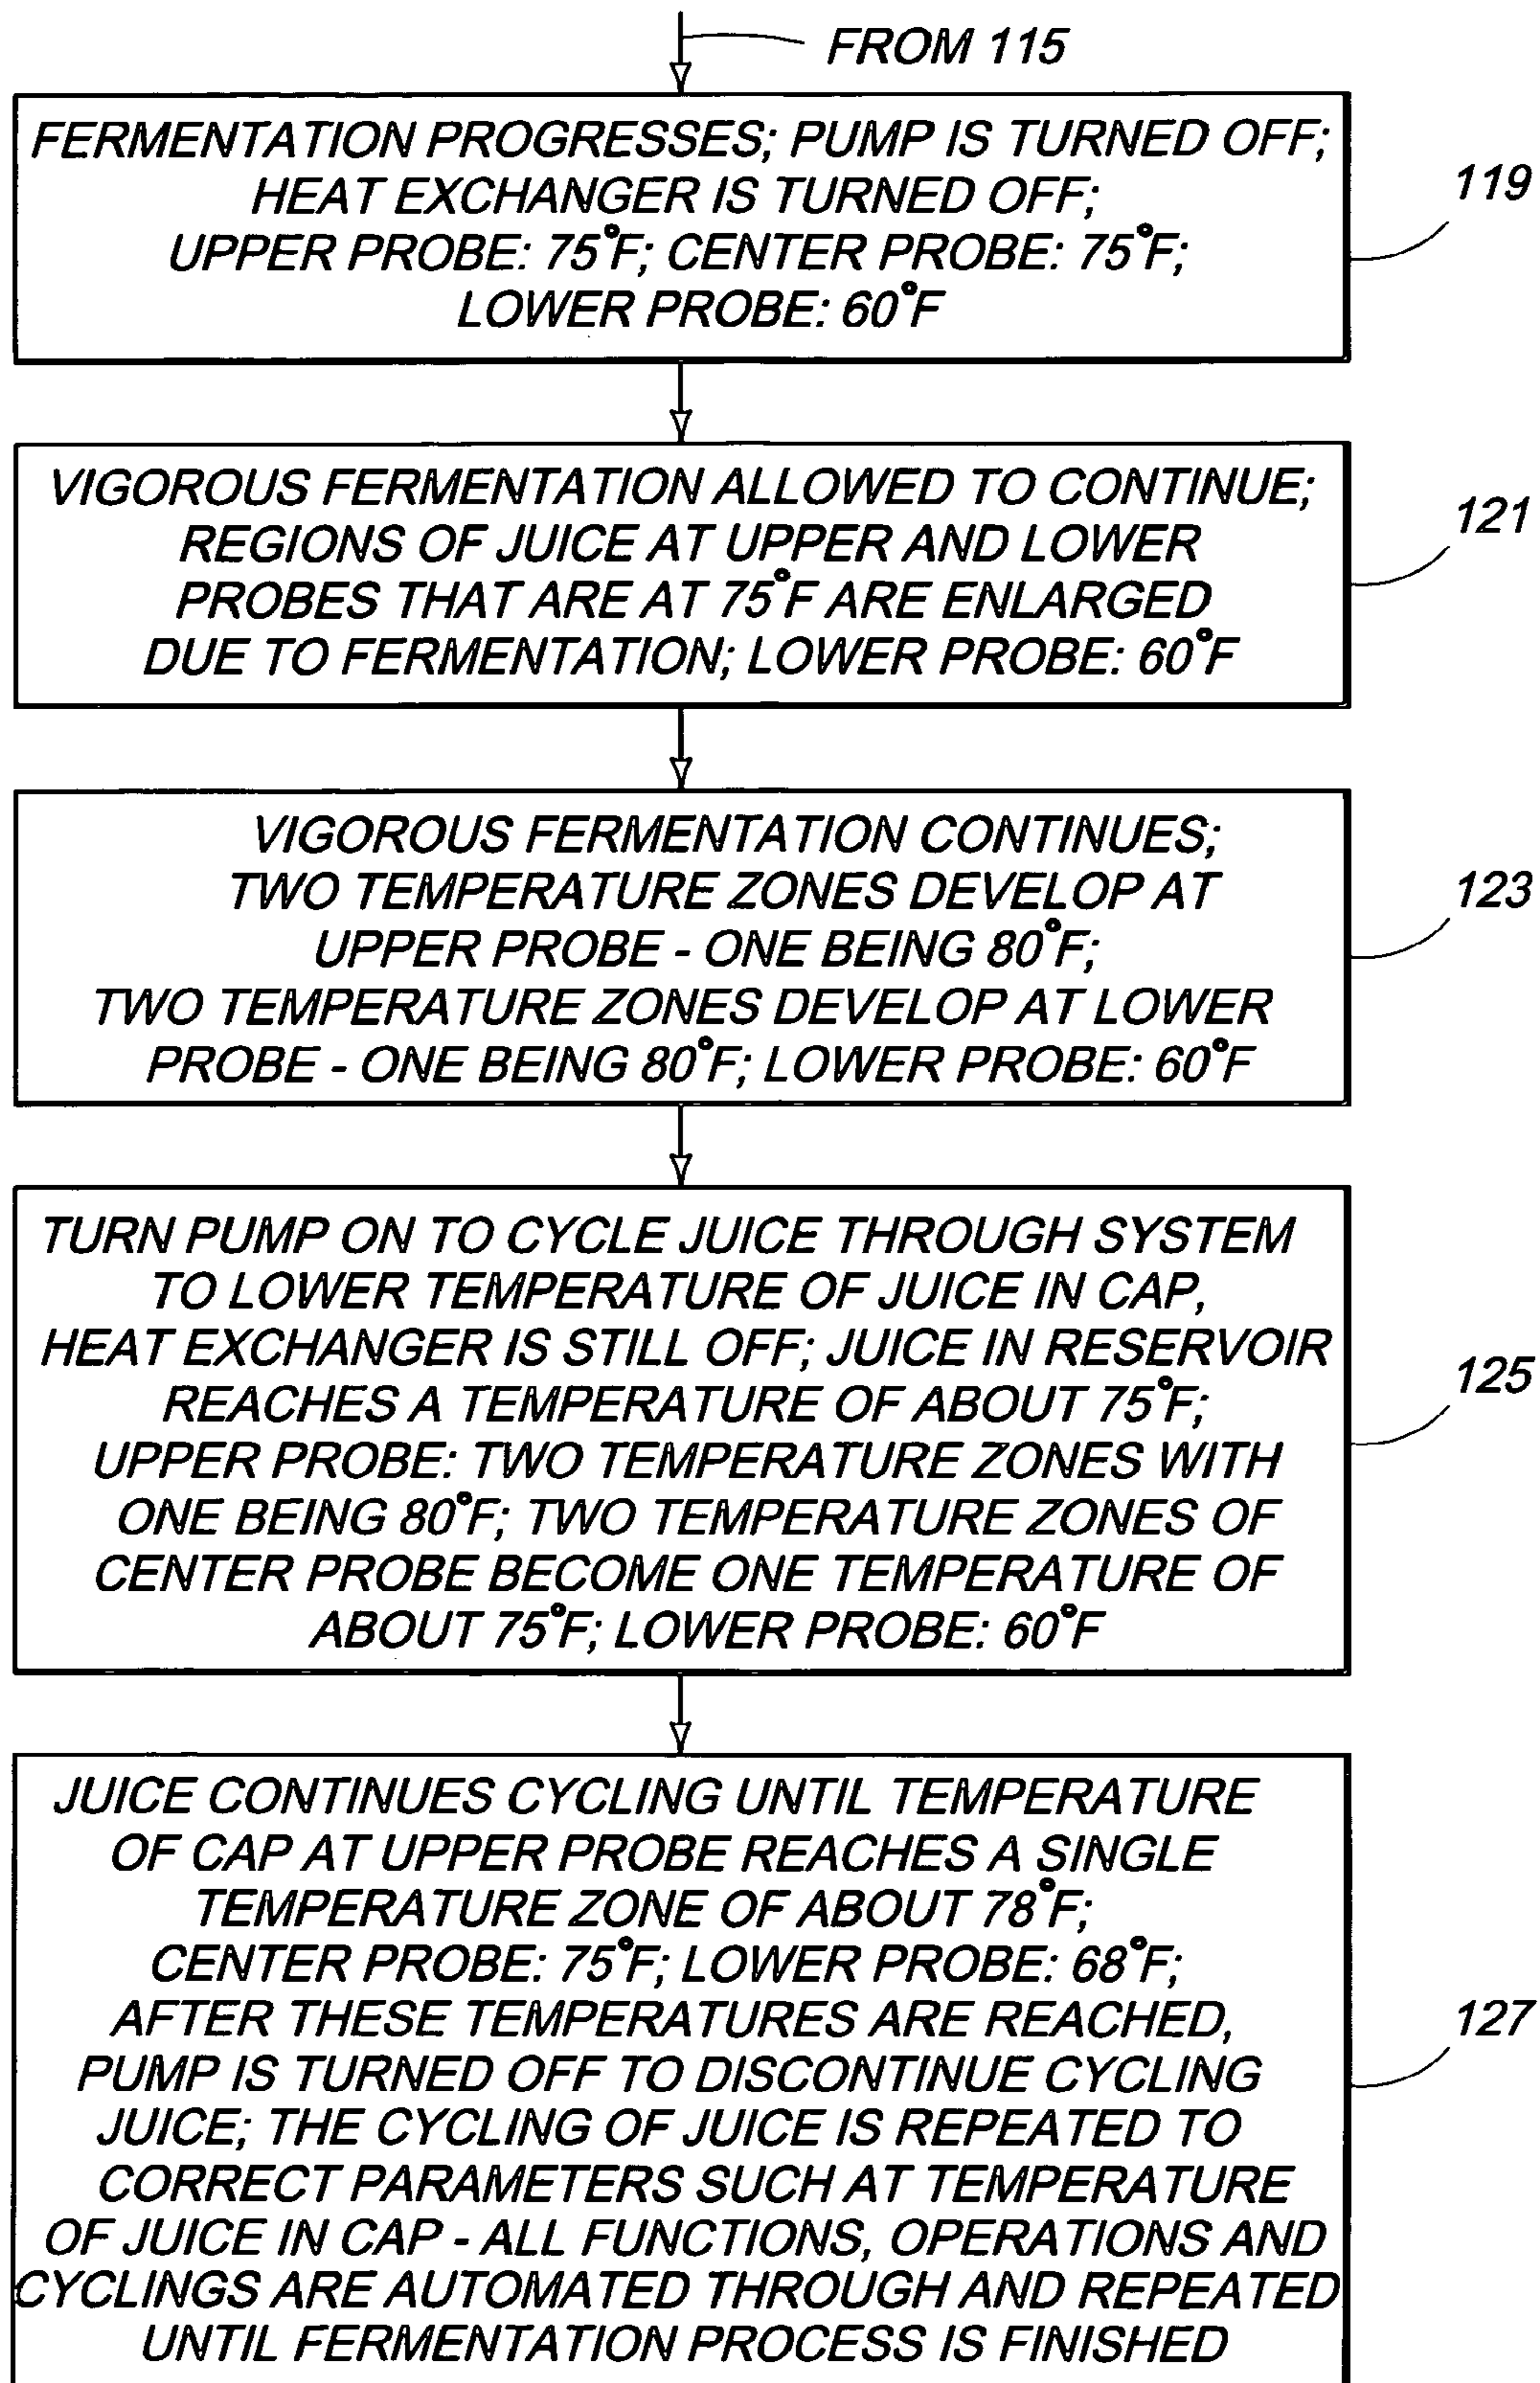 FROM 115
FERMENTATION PROGRESSES; PUMP IS TURNED OFF;
HEAT EXCHANGER IS TURNED OFF;
UPPER PROBE: 75°F; CENTER PROBE: 75°F;
LOWER PROBE: 60°F
119
VIGOROUS FERMENTATION ALLOWED TO CONTINUE;
REGIONS OF JUICE AT UPPER AND LOWER
PROBES THAT ARE AT 75°F ARE ENLARGED
DUE TO FERMENTATION; LOWER PROBE: 60°F
121
VIGOROUS FERMENTATION CONTINUES;
TWO TEMPERATURE ZONES DEVELOP AT
UPPER PROBE - ONE BEING 80°F;
TWO TEMPERATURE ZONES DEVELOP AT LOWER
PROBE - ONE BEING 80°F; LOWER PROBE: 60°F
123
TURN PUMP ON TO CYCLE JUICE THROUGH SYSTEM
TO LOWER TEMPERATURE OF JUICE IN CAP,
HEAT EXCHANGER IS STILL OFF; JUICE IN RESERVOIR
REACHES A TEMPERATURE OF ABOUT 75°F;
UPPER PROBE: TWO TEMPERATURE ZONES WITH
ONE BEING 80°F; TWO TEMPERATURE ZONES OF
CENTER PROBE BECOME ONE TEMPERATURE OF
ABOUT 75°F; LOWER PROBE: 60°F
125
JUICE CONTINUES CYCLING UNTIL TEMPERATURE
OF CAP AT UPPER PROBE REACHES A SINGLE
TEMPERATURE ZONE OF ABOUT 78°F;
CENTER PROBE: 75°F; LOWER PROBE: 68°F;
AFTER THESE TEMPERATURES ARE REACHED,
PUMP IS TURNED OFF TO DISCONTINUE CYCLING
JUICE; THE CYCLING OF JUICE IS REPEATED TO
CORRECT PARAMETERS SUCH AT TEMPERATURE
OF JUICE IN CAP - ALL FUNCTIONS, OPERATIONS AND
CYCLINGS ARE AUTOMATED THROUGH AND REPEATED
UNTIL FERMENTATION PROCESS IS FINISHED
127